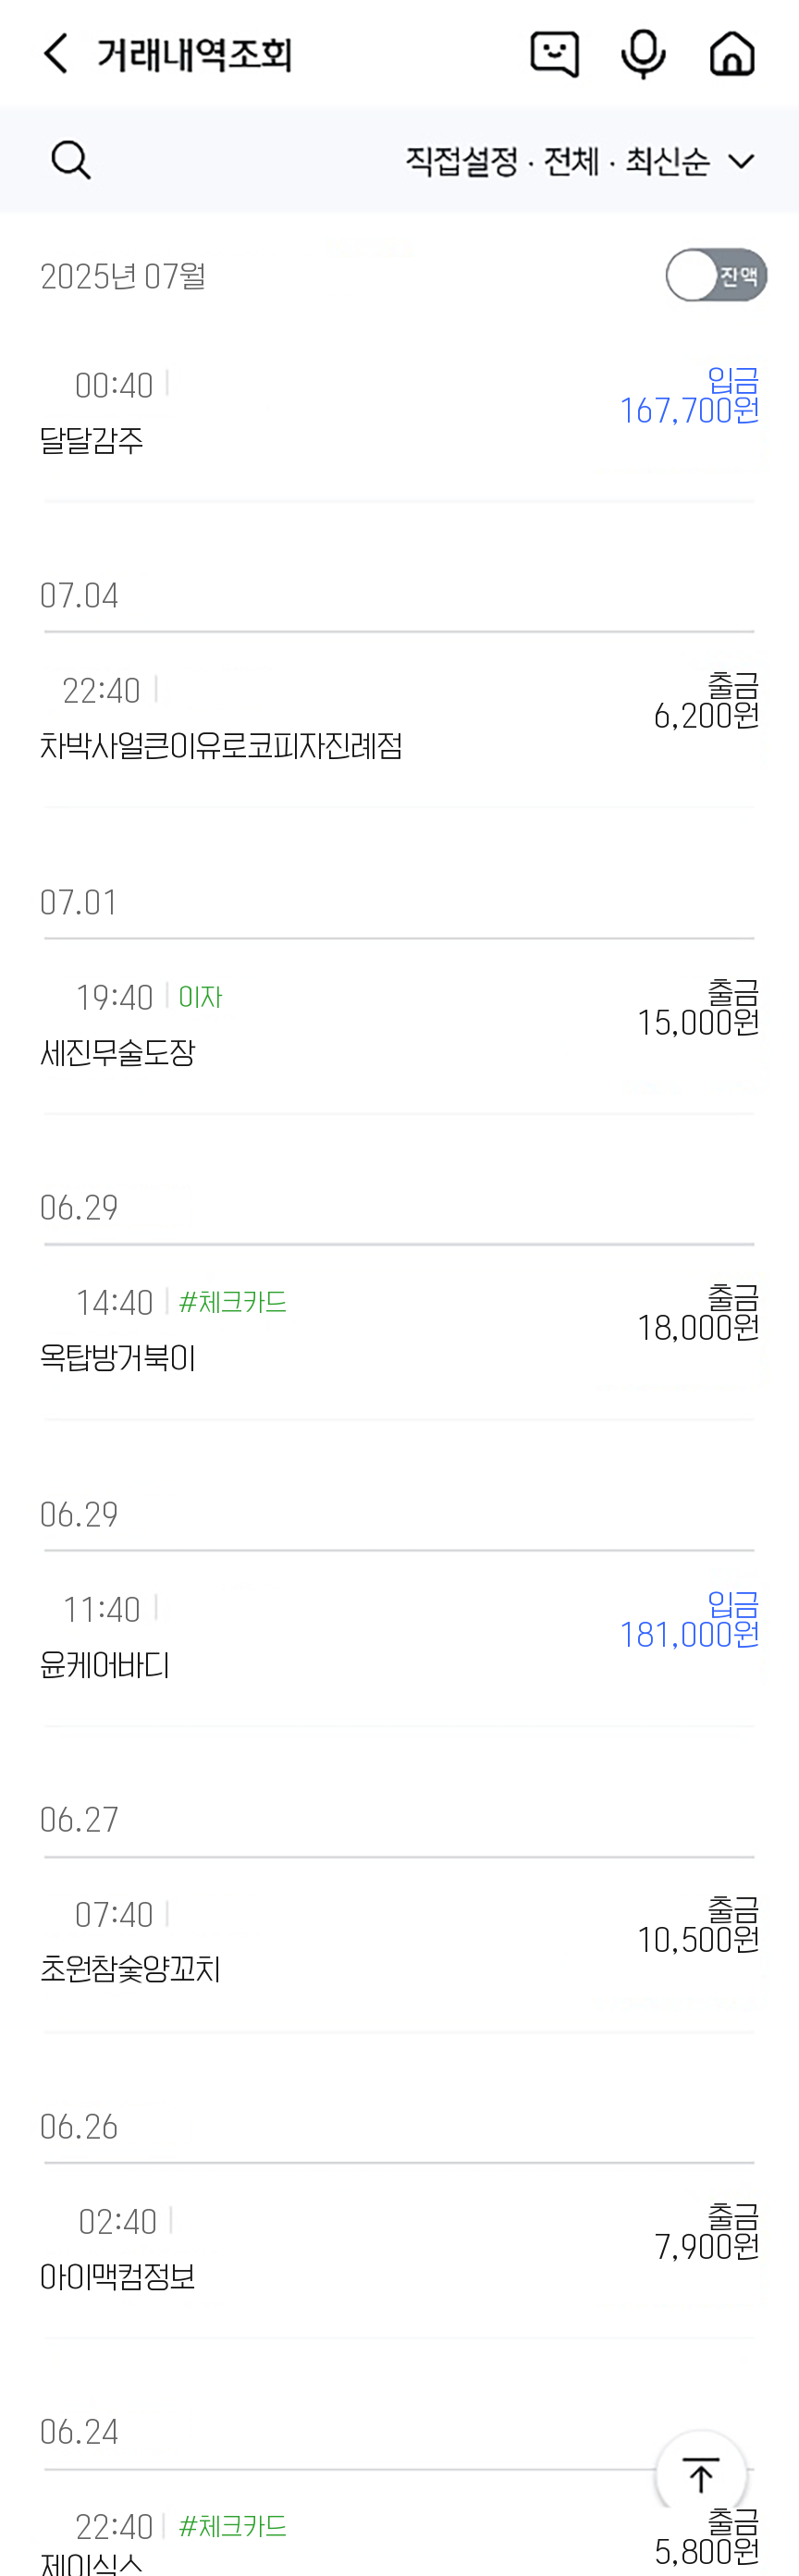 거래내역조회
직접설정 · 전체 · 최신순
2025년 07월
잔액
00:40
입금
167,700원
달달감주
07.04
22:40
출금
6,200원
차박사얼큰이유로코피자진례점
07.01
19:40 이자
출금
15,000원
세진무술도장
06.29
14:40 #체크카드
출금
18,000원
옥탑방거북이
06.29
11:40
입금
181,000원
윤케어바디
06.27
07:40
출금
10,500원
초원참숯양꼬치
06.26
02:40
출금
7,900원
아이맥컴정보
06.24
22:40 #체크카드
출금
5,800원